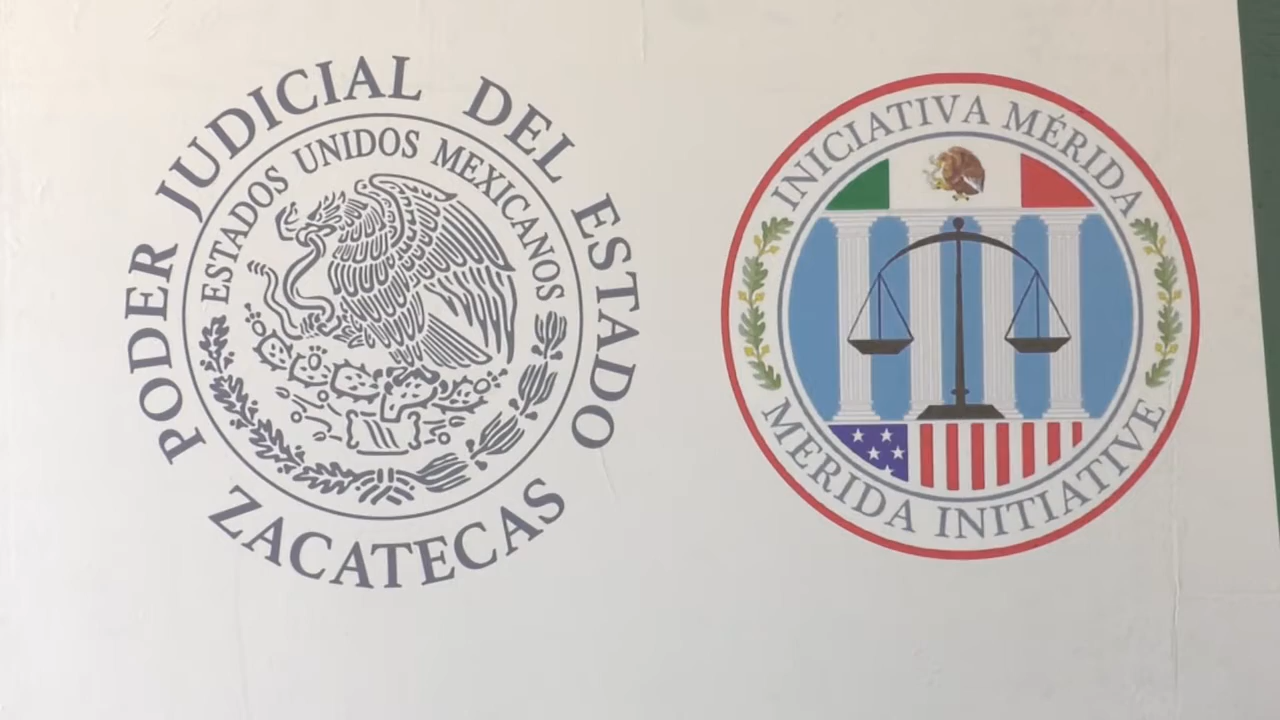 PODER JUDICIAL DEL ESTADO
ZACATECAS
ESTADOS UNIDOS MEXICANOS
INICIATIVA MÉRIDA
MERIDA INITIATIVE